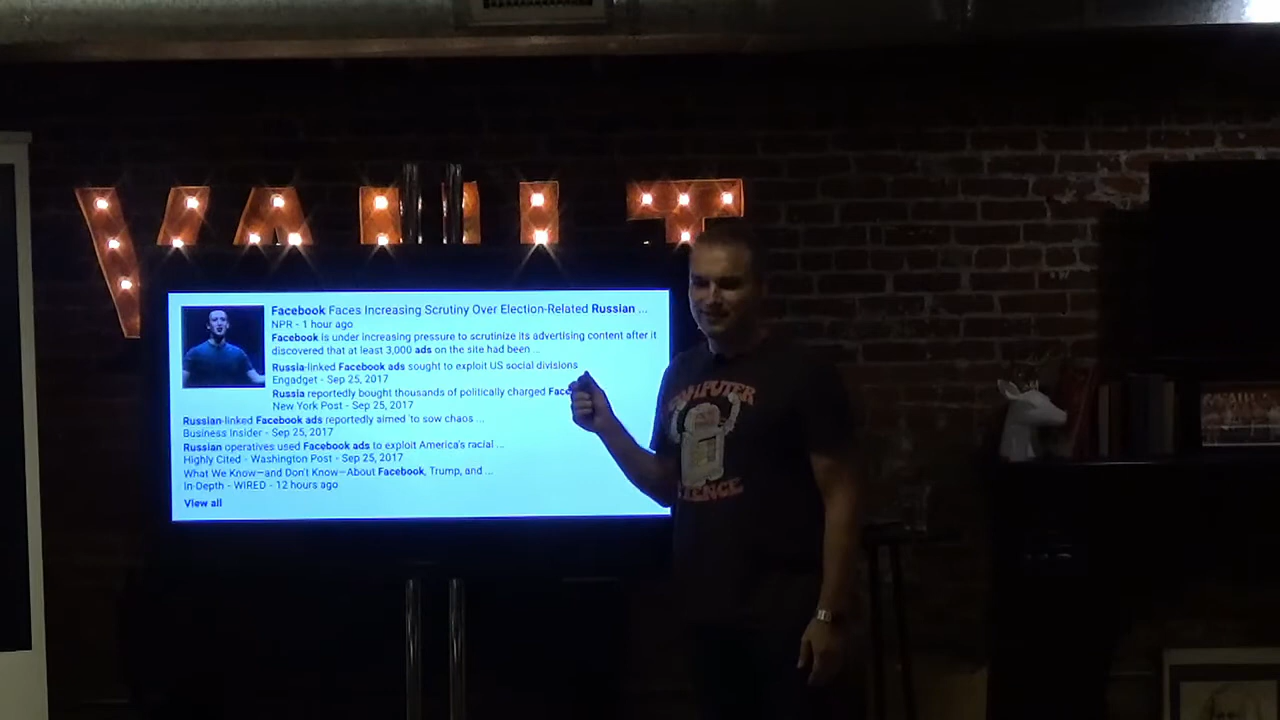 VAULT
Facebook Faces Increasing Scrutiny Over Election-Related Russian ...
NPR - 1 hour ago
Facebook is under increasing pressure to scrutinize its advertising content after it
discovered that at least 3,000 ads on the site had been ...
Russia-linked Facebook ads sought to exploit US social divisions
Engadget - Sep 25, 2017
Russia reportedly bought thousands of politically charged Face
New York Post - Sep 25, 2017
Russian-linked Facebook ads reportedly aimed 'to sow chaos ...
Business Insider - Sep 25, 2017
Russian operatives used Facebook ads to exploit America's racial ...
Highly Cited - Washington Post - Sep 25, 2017
What We Know—and Don't Know—About Facebook, Trump, and ...
In-Depth - WIRED - 12 hours ago
View all
COMPUTER
SCIENCE